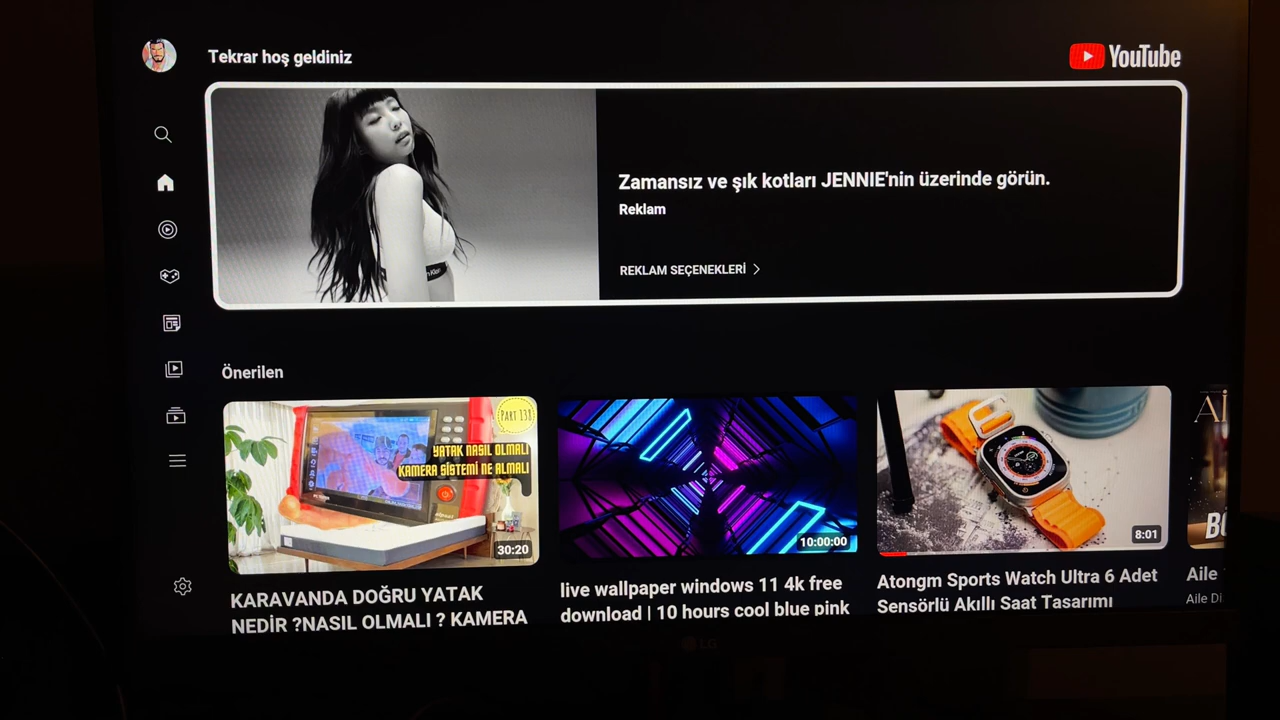 Tekrar hoş geldiniz
YouTube
Zamansız ve şık kotları JENNIE'nin üzerinde görün.
Reklam
REKLAM SEÇENEKLERİ
Önerilen
PART 138
YATAK NASIL OLMALI
KAMERA SİSTEMİ NE ALMALI
30:20
10:00:00
8:01
KARAVANDA DOĞRU YATAK
NEDİR ?NASIL OLMALI ? KAMERA
live wallpaper windows 11 4k free
download | 10 hours cool blue pink
Atongm Sports Watch Ultra 6 Adet
Sensörlü Akıllı Saat Tasarımı
Aile
Aile Di
LG